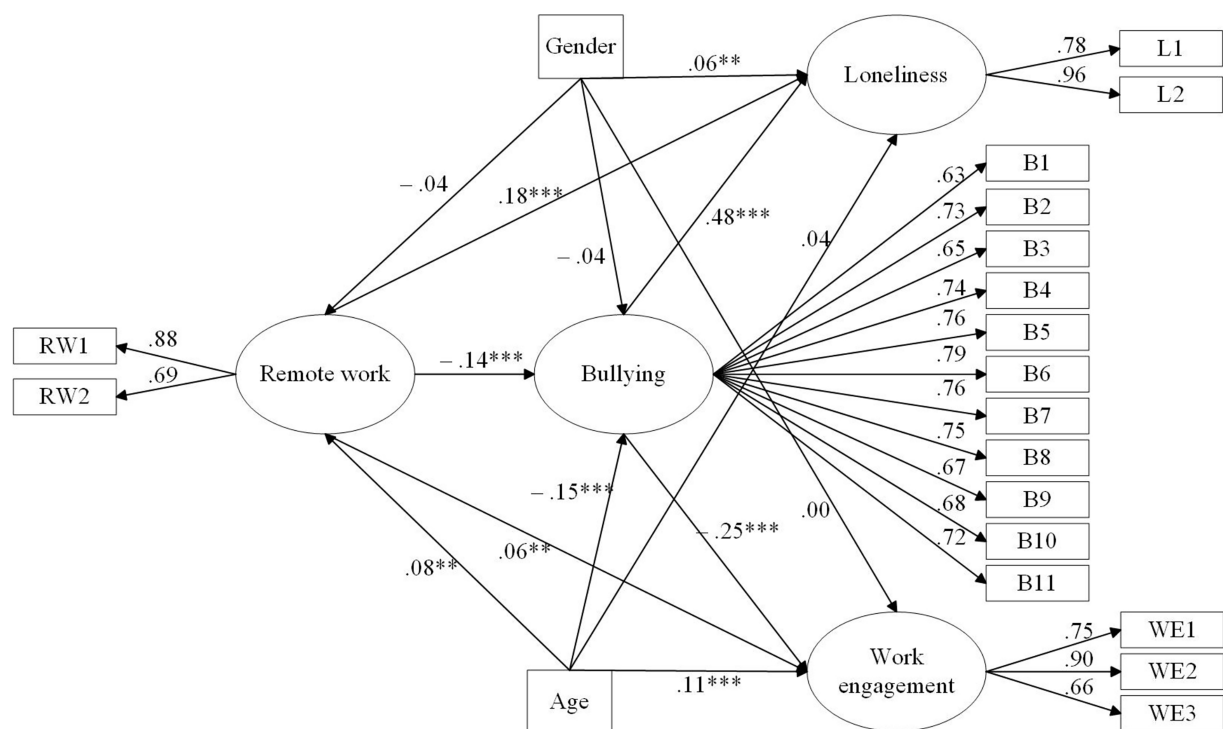 Gender
.06**
Loneliness
.78
L1
.96
L2
– .04
.18***
.48***
– .04
.04
.63
B1
.73
B2
.65
B3
.74
B4
.76
B5
.79
B6
.76
B7
.75
B8
.67
B9
.68
B10
.72
B11
RW1
.88
RW2
.69
Remote work
– .14***
Bullying
– .15***
– .25***
.00
.08**
.06**
Age
.11***
Work
engagement
.75
WE1
.90
WE2
.66
WE3